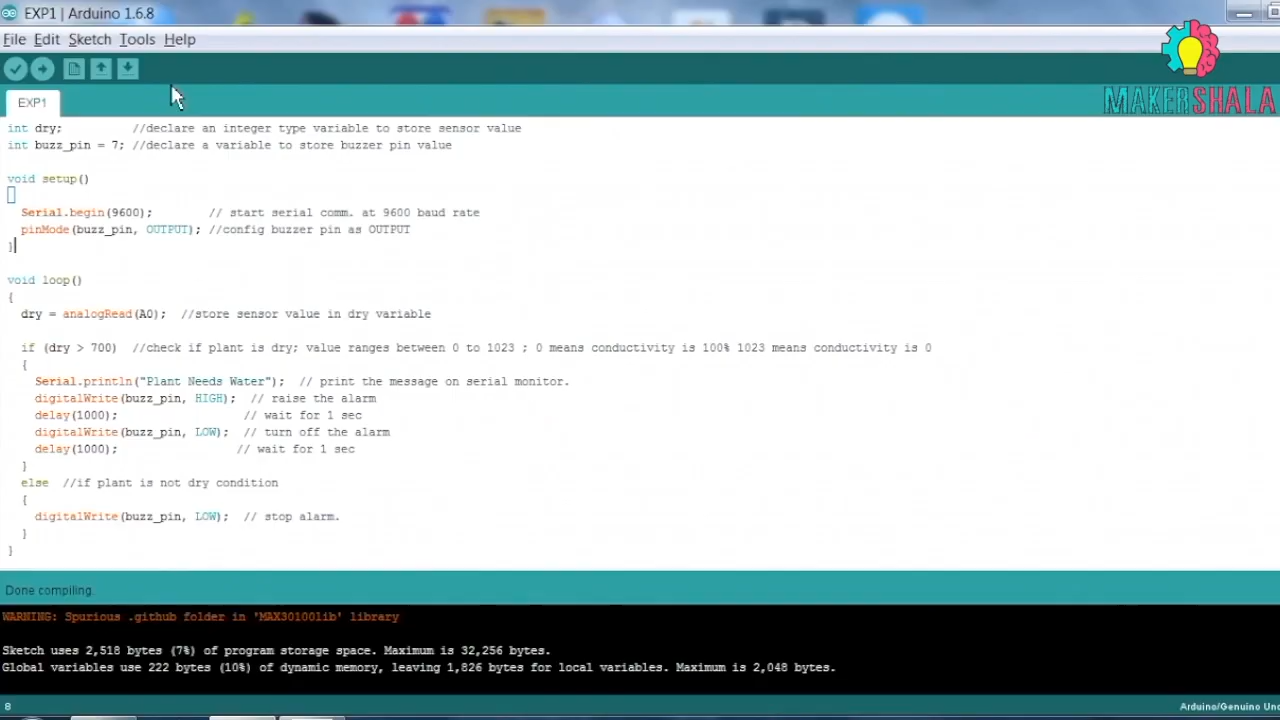 EXP1 | Arduino 1.6.8
File Edit Sketch Tools Help
MAKERSHALA
EXP1
int dry;          //declare an integer type variable to store sensor value
int buzz_pin = 7; //declare a variable to store buzzer pin value
void setup()
Serial.begin(9600);        // start serial comm. at 9600 baud rate
pinMode(buzz_pin, OUTPUT); //config buzzer pin as OUTPUT
}
void loop()
{
dry = analogRead(A0);  //store sensor value in dry variable
if (dry > 700)  //check if plant is dry; value ranges between 0 to 1023 ; 0 means conductivity is 100% 1023 means conductivity is 0
{
Serial.println("Plant Needs Water");  // print the message on serial monitor.
digitalWrite(buzz_pin, HIGH);  // raise the alarm
delay(1000);                  // wait for 1 sec
digitalWrite(buzz_pin, LOW);  // turn off the alarm
delay(1000);                 // wait for 1 sec
}
else  //if plant is not dry condition
{
digitalWrite(buzz_pin, LOW);  // stop alarm.
}
}
Done compiling.
WARNING: Spurious .github folder in 'MAX30100lib' library
Sketch uses 2,518 bytes (7%) of program storage space. Maximum is 32,256 bytes.
Global variables use 222 bytes (10%) of dynamic memory, leaving 1,826 bytes for local variables. Maximum is 2,048 bytes.
8
Arduino/Genuino Uno